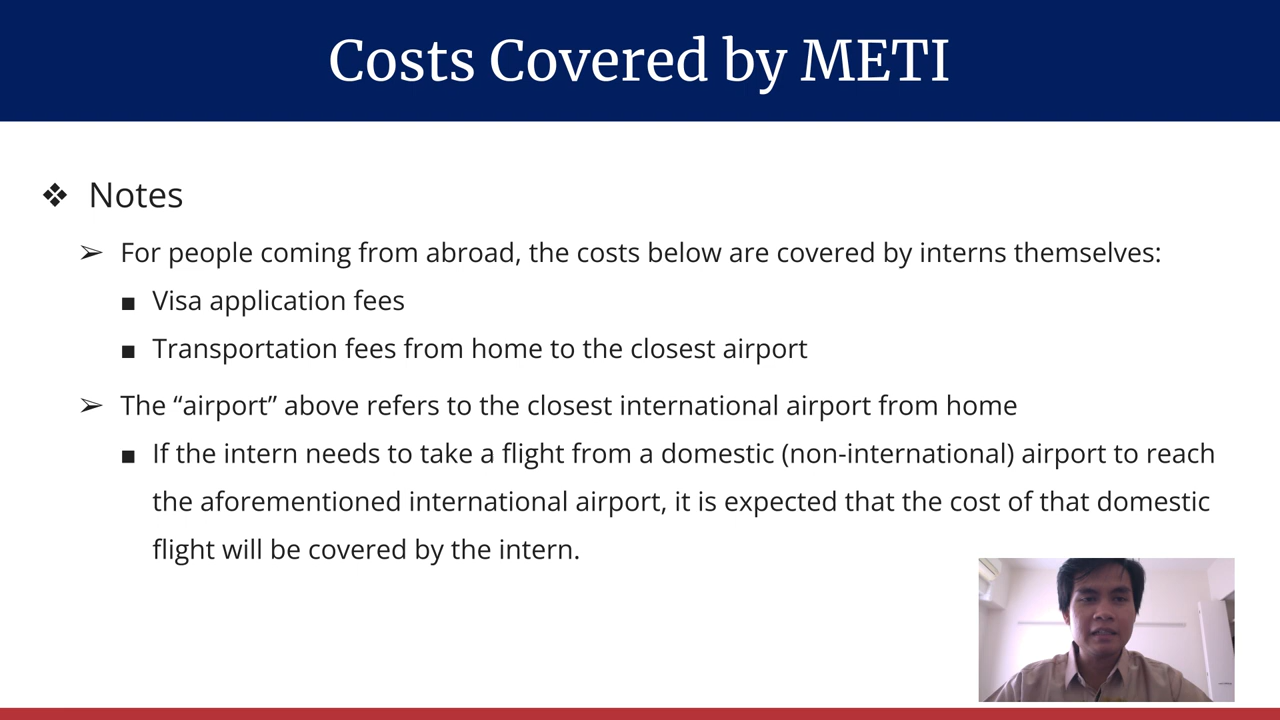 Costs Covered by METI
❖ Notes
➢ For people coming from abroad, the costs below are covered by interns themselves:
■ Visa application fees
■ Transportation fees from home to the closest airport
➢ The “airport” above refers to the closest international airport from home
■ If the intern needs to take a flight from a domestic (non-international) airport to reach
the aforementioned international airport, it is expected that the cost of that domestic
flight will be covered by the intern.